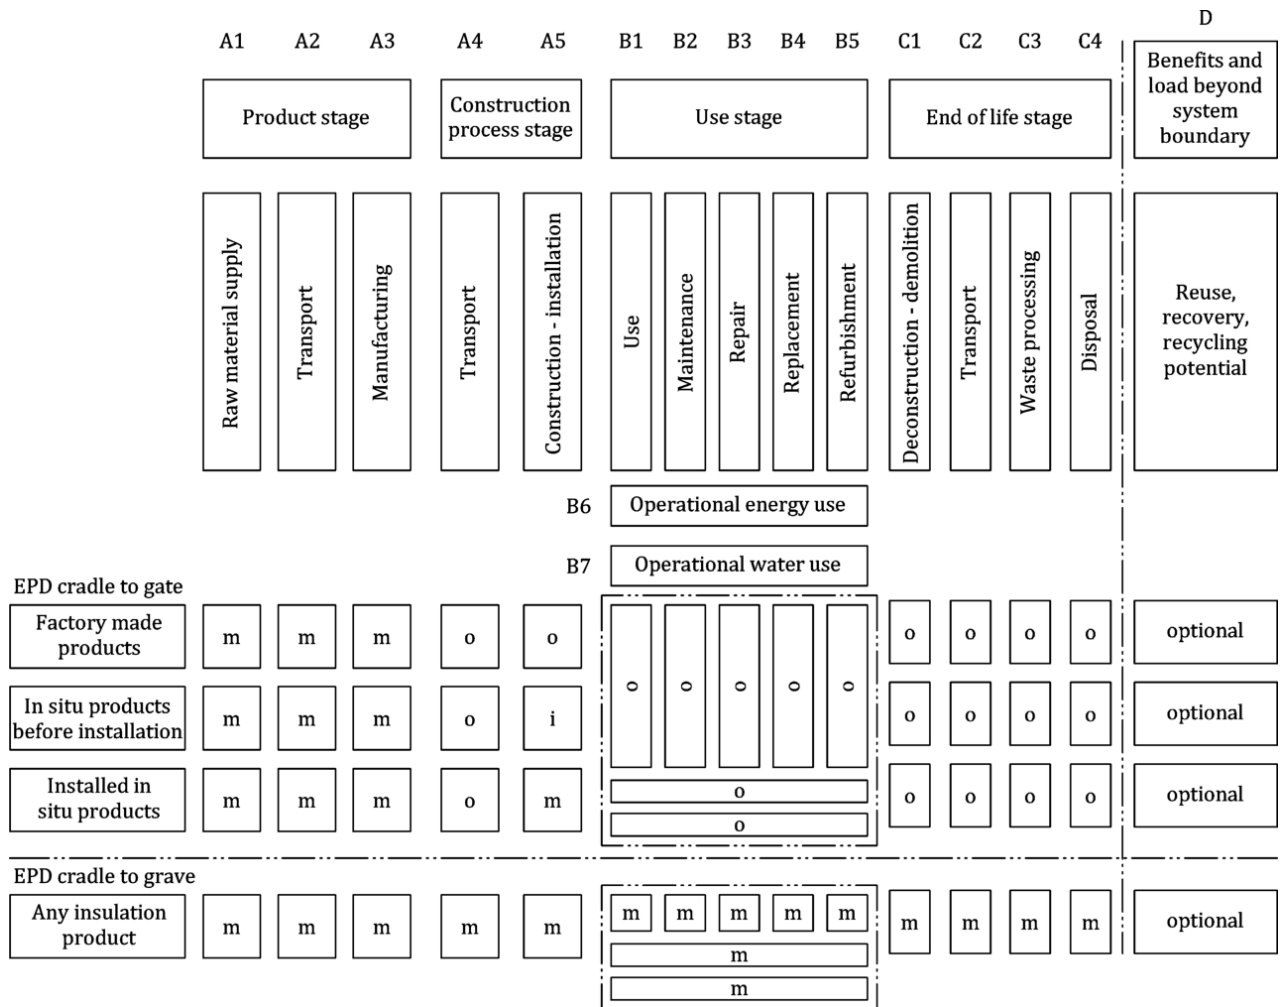 D
A1 A2 A3 A4 A5 B1 B2 B3 B4 B5 C1 C2 C3 C4
Product stage
Construction
process stage
Use stage
End of life stage
Benefits and
load beyond
system
boundary
Raw material supply
Transport
Manufacturing
Transport
Construction - installation
Use
Maintenance
Repair
Replacement
Refurbishment
Deconstruction - demolition
Transport
Waste processing
Disposal
Reuse,
recovery,
recycling
potential
B6 Operational energy use
B7 Operational water use
EPD cradle to gate
Factory made
products
m m m o o o o o o optional
o o o o o
In situ products
before installation
m m m o i o o o o optional
Installed in
situ products
m m m o m o o o o optional
o
o
EPD cradle to grave
Any insulation
product
m m m m m m m m m m m m m m optional
m
m